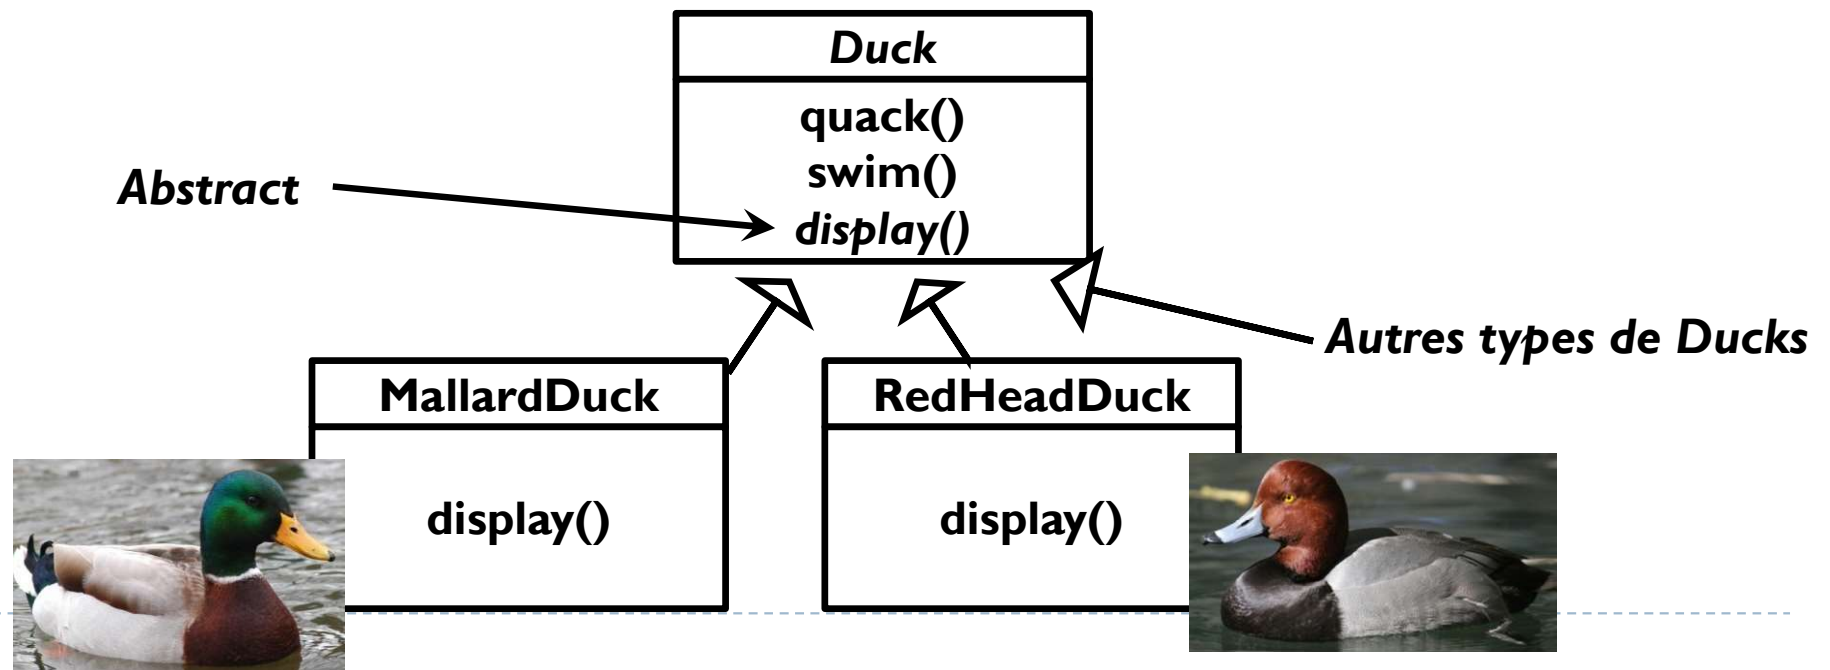 Duck
quack()
swim()
Abstract
display()
Autres types de Ducks
MallardDuck
RedHeadDuck
display()
display()